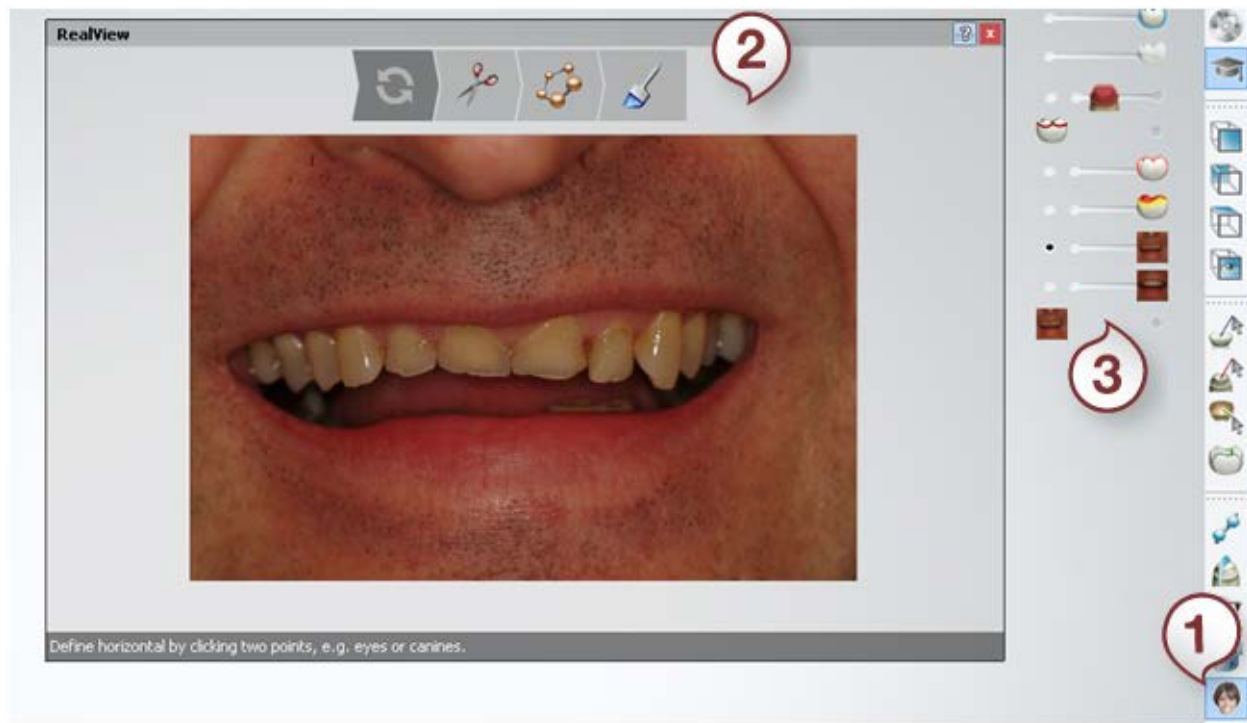 RealView
2
3
Define horizontal by clicking two points, e.g. eyes or canines.
1